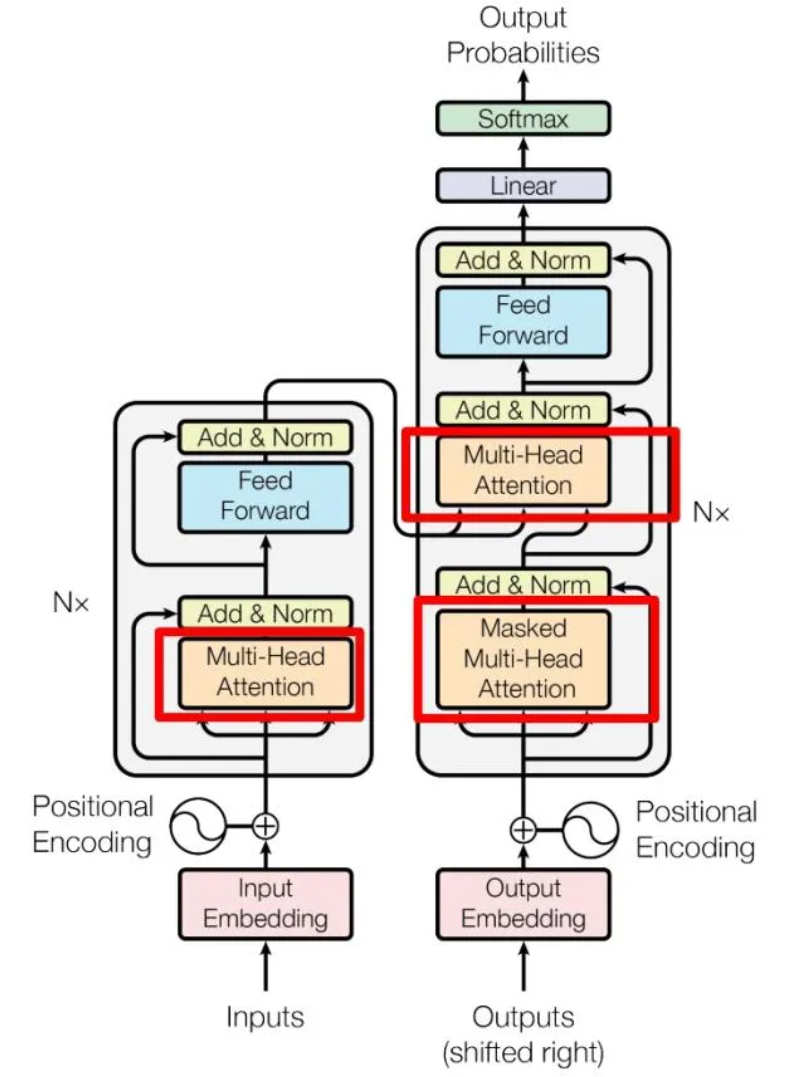 Output
Probabilities
Softmax
Linear
Add & Norm
Feed
Forward
Add & Norm
Multi-Head
Attention
Nx
Add & Norm
Masked
Multi-Head
Attention
Add & Norm
Feed
Forward
Nx
Add & Norm
Multi-Head
Attention
Positional
Encoding
Positional
Encoding
Input
Embedding
Output
Embedding
Inputs
Outputs
(shifted right)